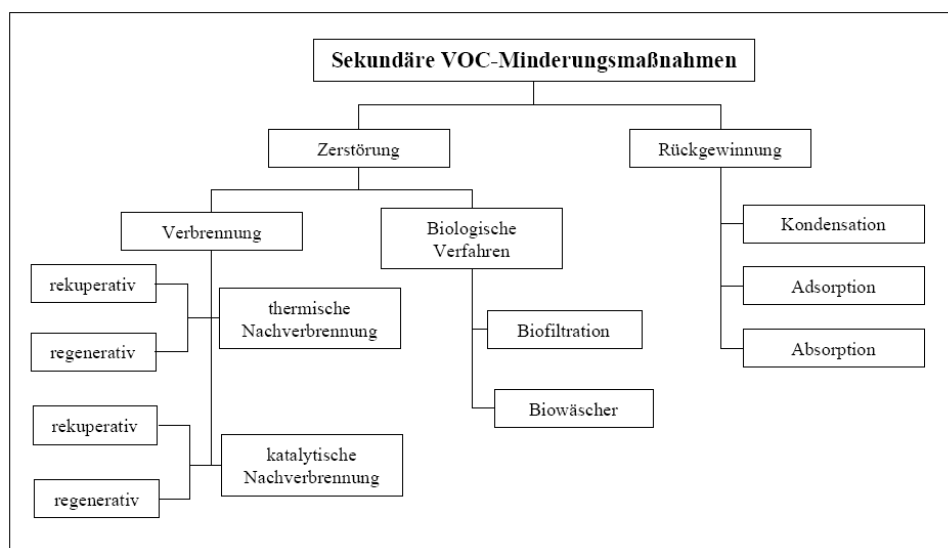 Sekundäre VOC-Minderungsmaßnahmen
Zerstörung
Rückgewinnung
Verbrennung
Biologische
Verfahren
Kondensation
rekuperativ
thermische
Nachverbrennung
Adsorption
regenerativ
Biofiltration
Absorption
rekuperativ
Biowäscher
katalytische
Nachverbrennung
regenerativ